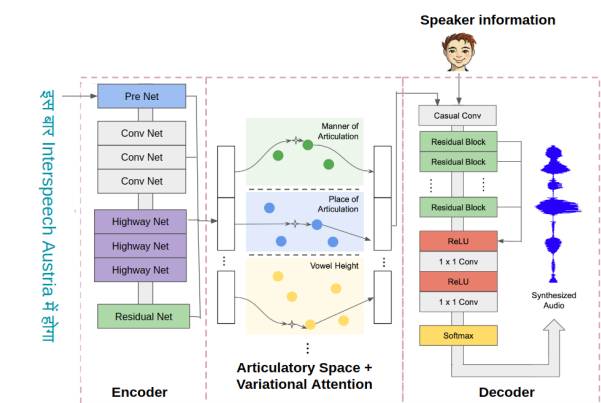 Speaker information
इस बार Interspeech Austria में होगा
Pre Net
Conv Net
Conv Net
Conv Net
Highway Net
Highway Net
Highway Net
Residual Net
Encoder
Manner of
Articulation
Place of
Articulation
Vowel Height
Articulatory Space +
Variational Attention
Casual Conv
Residual Block
Residual Block
Residual Block
ReLU
1 x 1 Conv
ReLU
1 x 1 Conv
Softmax
Synthesized
Audio
Decoder